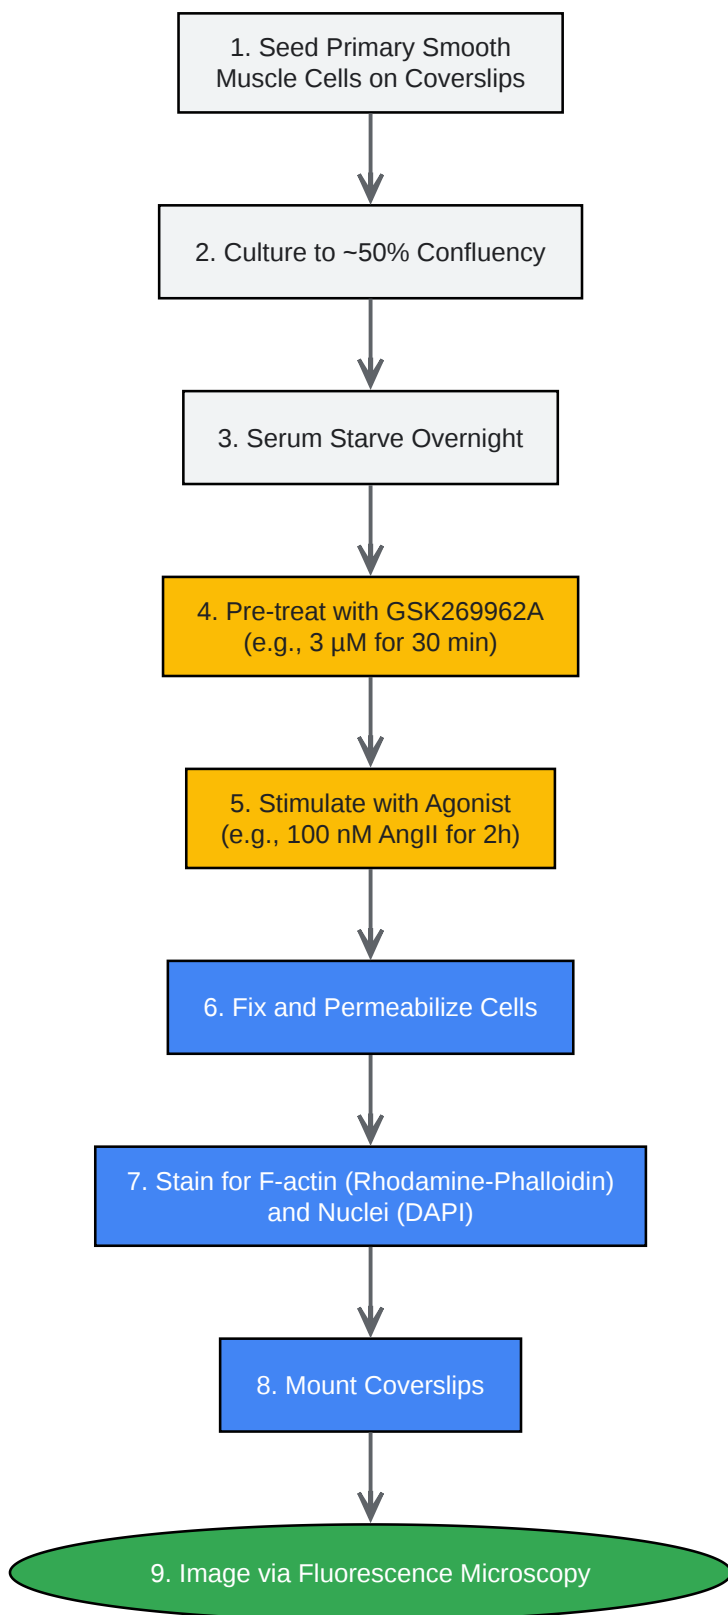 1. Seed Primary Smooth
Muscle Cells on Coverslips
2. Culture to ~50% Confluency
3. Serum Starve Overnight
4. Pre-treat with GSK269962A
(e.g., 3 µM for 30 min)
5. Stimulate with Agonist
(e.g., 100 nM AngII for 2h)
6. Fix and Permeabilize Cells
7. Stain for F-actin (Rhodamine-Phalloidin)
and Nuclei (DAPI)
8. Mount Coverslips
9. Image via Fluorescence Microscopy